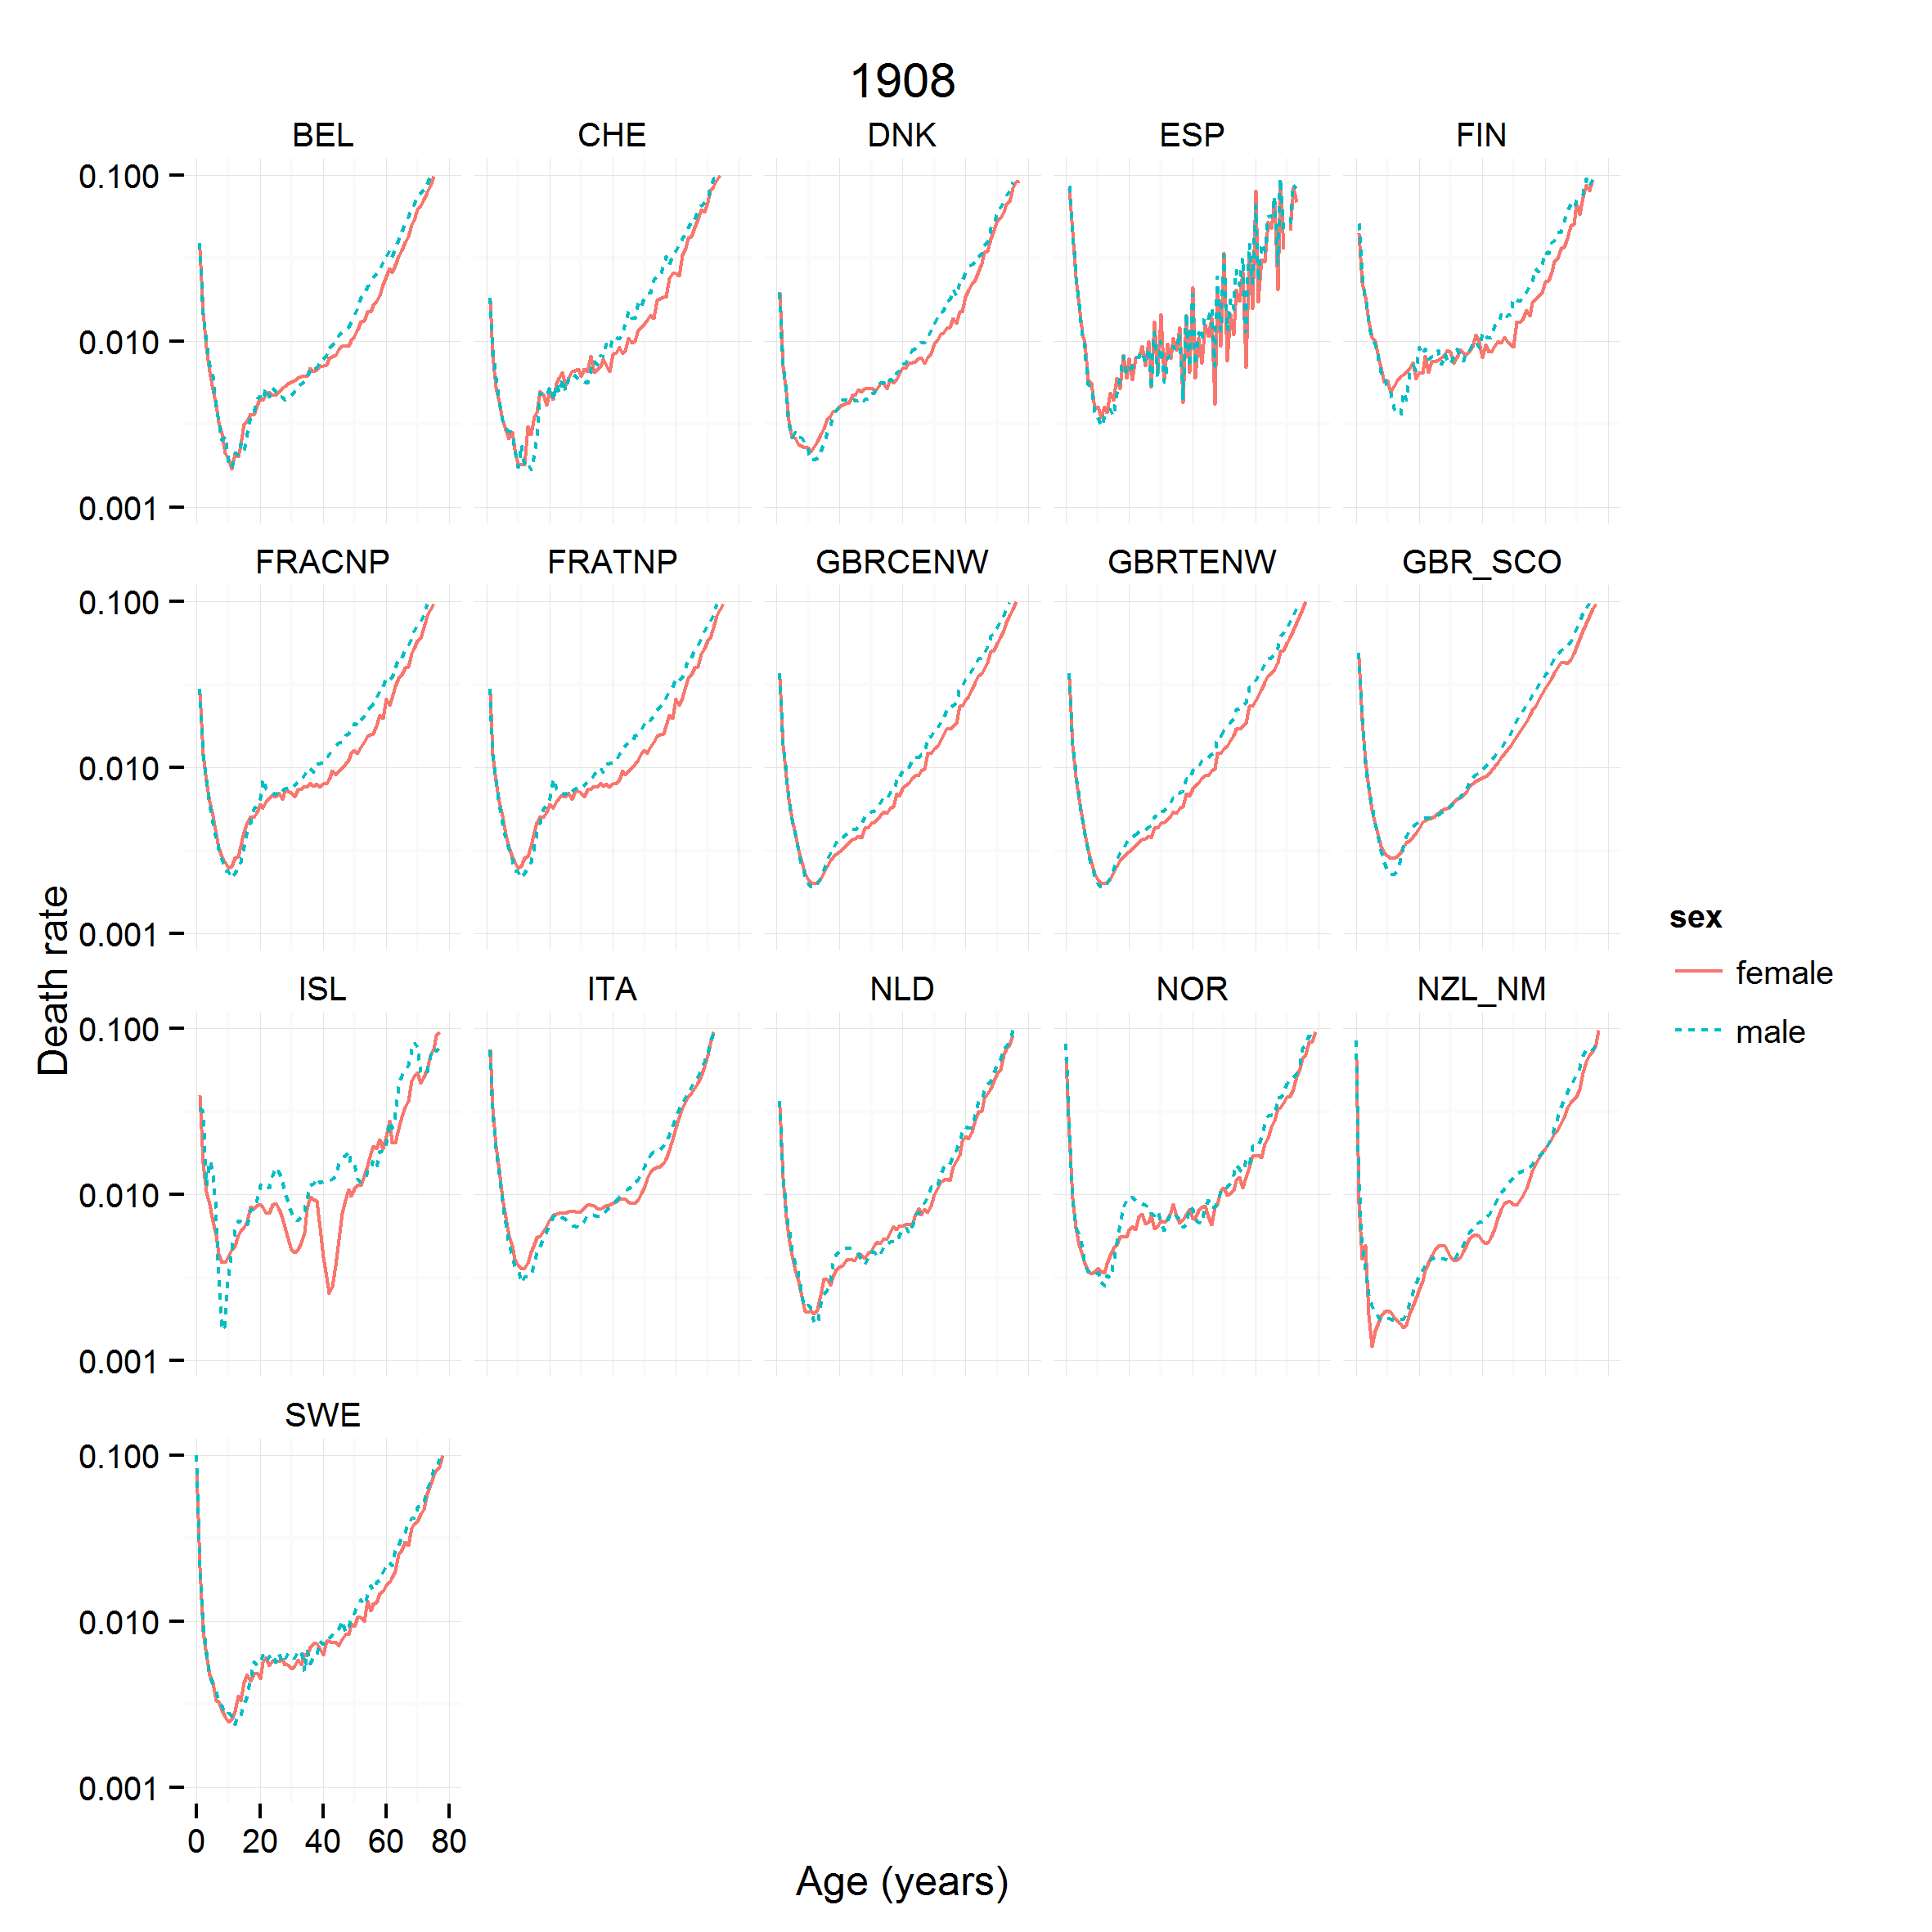 1908
BEL CHE DNK ESP FIN
0.100
0.010
0.001
FRACNP FRATNP GBRCENW GBRTENW GBR_SCO
0.100
0.010
0.001
ISL ITA NLD NOR NZL_NM
0.100
0.010
0.001
SWE
0.100
0.010
0.001
0 20 40 60 80
Age (years)
Death rate
sex
female
male